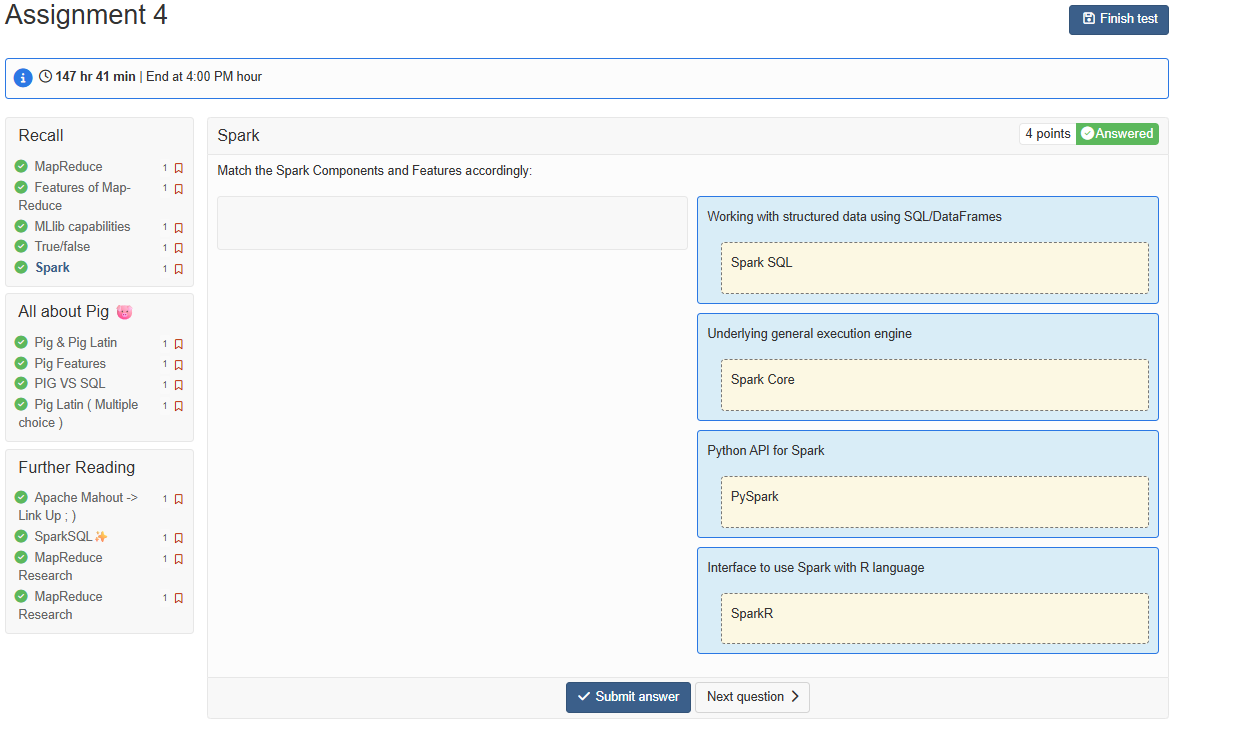 Assignment 4
Finish test
147 hr 41 min | End at 4:00 PM hour
Recall
MapReduce 1
Features of Map-Reduce 1
MLlib capabilities 1
True/false 1
Spark 1
All about Pig 🐷
Pig & Pig Latin 1
Pig Features 1
PIG VS SQL 1
Pig Latin ( Multiple
choice ) 1
Further Reading
Apache Mahout ->
Link Up ; ) 1
SparkSQL✨ 1
MapReduce
Research 1
MapReduce
Research 1
Spark
4 points Answered
Match the Spark Components and Features accordingly:
Working with structured data using SQL/DataFrames
Spark SQL
Underlying general execution engine
Spark Core
Python API for Spark
PySpark
Interface to use Spark with R language
SparkR
Submit answer
Next question